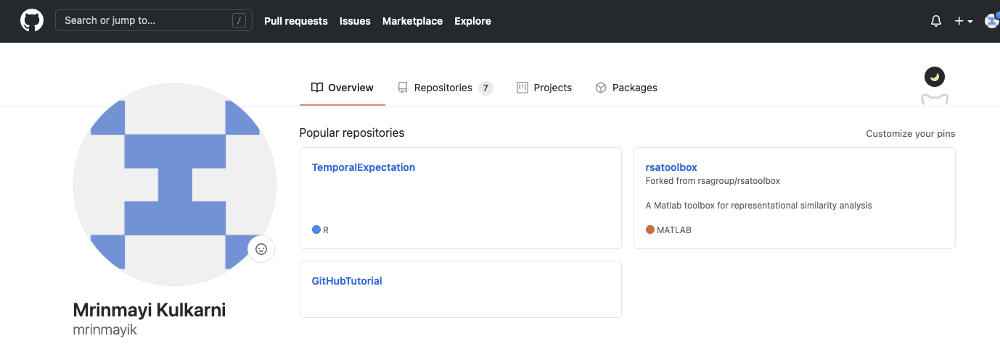 Search or jump to... /
Pull requests Issues Marketplace Explore
Overview Repositories 7 Projects Packages
Popular repositories
Customize your pins
TemporalExpectation
R
rsatoolbox
Forked from rsagroup/rsatoolbox
A Matlab toolbox for representational similarity analysis
MATLAB
GitHubTutorial
Mrinmayi Kulkarni
mrinmayik